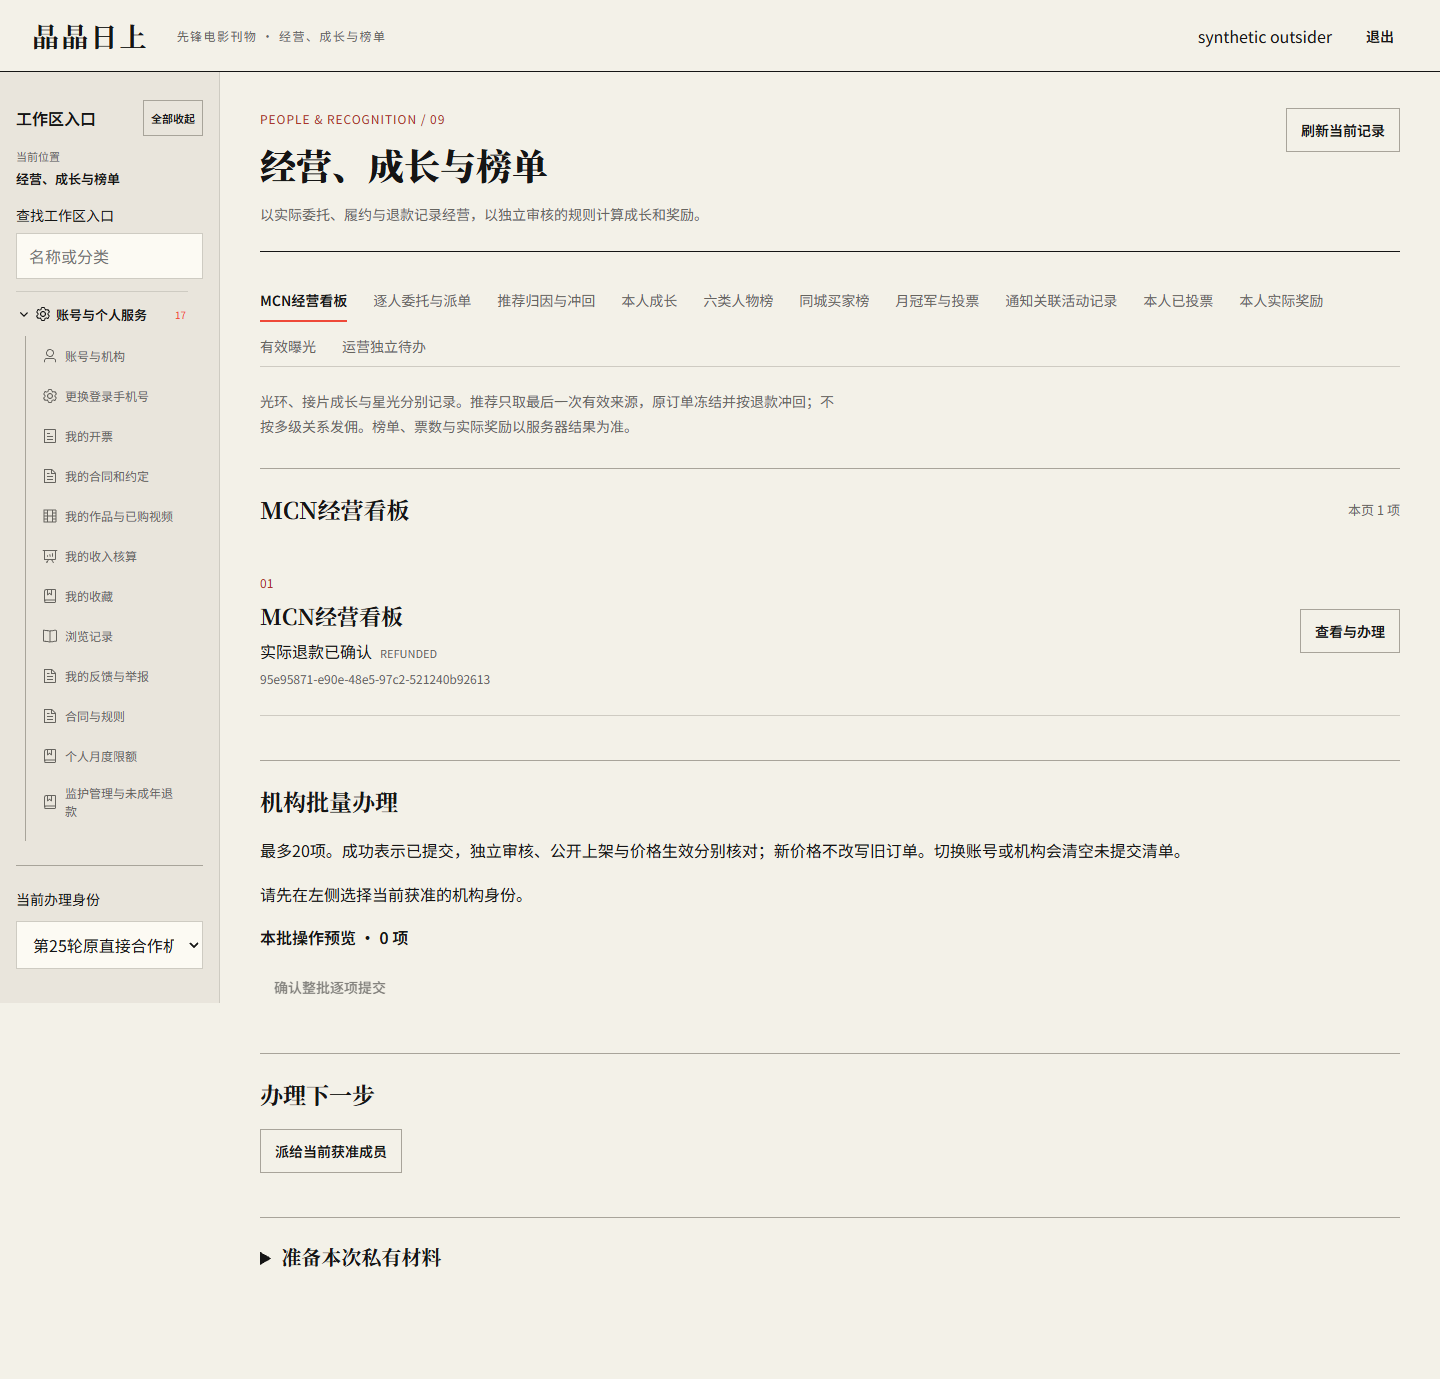 晶晶日上
先锋电影刊物 · 经营、成长与榜单
synthetic outsider
退出
工作区入口
全部收起
当前位置
经营、成长与榜单
查找工作区入口
名称或分类
账号与个人服务
17
账号与机构
更换登录手机号
我的开票
我的合同和约定
我的作品与已购视频
我的收入核算
我的收藏
浏览记录
我的反馈与举报
合同与规则
个人月度限额
监护管理与未成年退
款
当前办理身份
第25轮原直接合作机
PEOPLE & RECOGNITION / 09
经营、成长与榜单
以实际委托、履约与退款记录经营，以独立审核的规则计算成长和奖励。
刷新当前记录
MCN经营看板
逐人委托与派单
推荐归因与冲回
本人成长
六类人物榜
同城买家榜
月冠军与投票
通知关联活动记录
本人已投票
本人实际奖励
有效曝光
运营独立待办
光环、接片成长与星光分别记录。推荐只取最后一次有效来源，原订单冻结并按退款冲回；不
按多级关系发佣。榜单、票数与实际奖励以服务器结果为准。
MCN经营看板
本页 1 项
01
MCN经营看板
实际退款已确认 REFUNDED
95e95871-e90e-48e5-97c2-521240b92613
查看与办理
机构批量办理
最多20项。成功表示已提交，独立审核、公开上架与价格生效分别核对；新价格不改写旧订单。切换账号或机构会清空未提交清单。
请先在左侧选择当前获准的机构身份。
本批操作预览 · 0 项
确认整批逐项提交
办理下一步
派给当前获准成员
准备本次私有材料